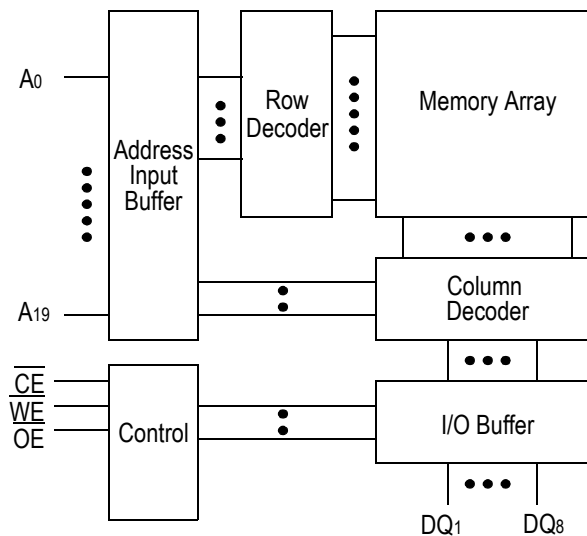 A0
Address
Input
Buffer
Row
Decoder
Memory Array
A19
Column
Decoder
CE
WE
OE
Control
I/O Buffer
DQ1
DQ8